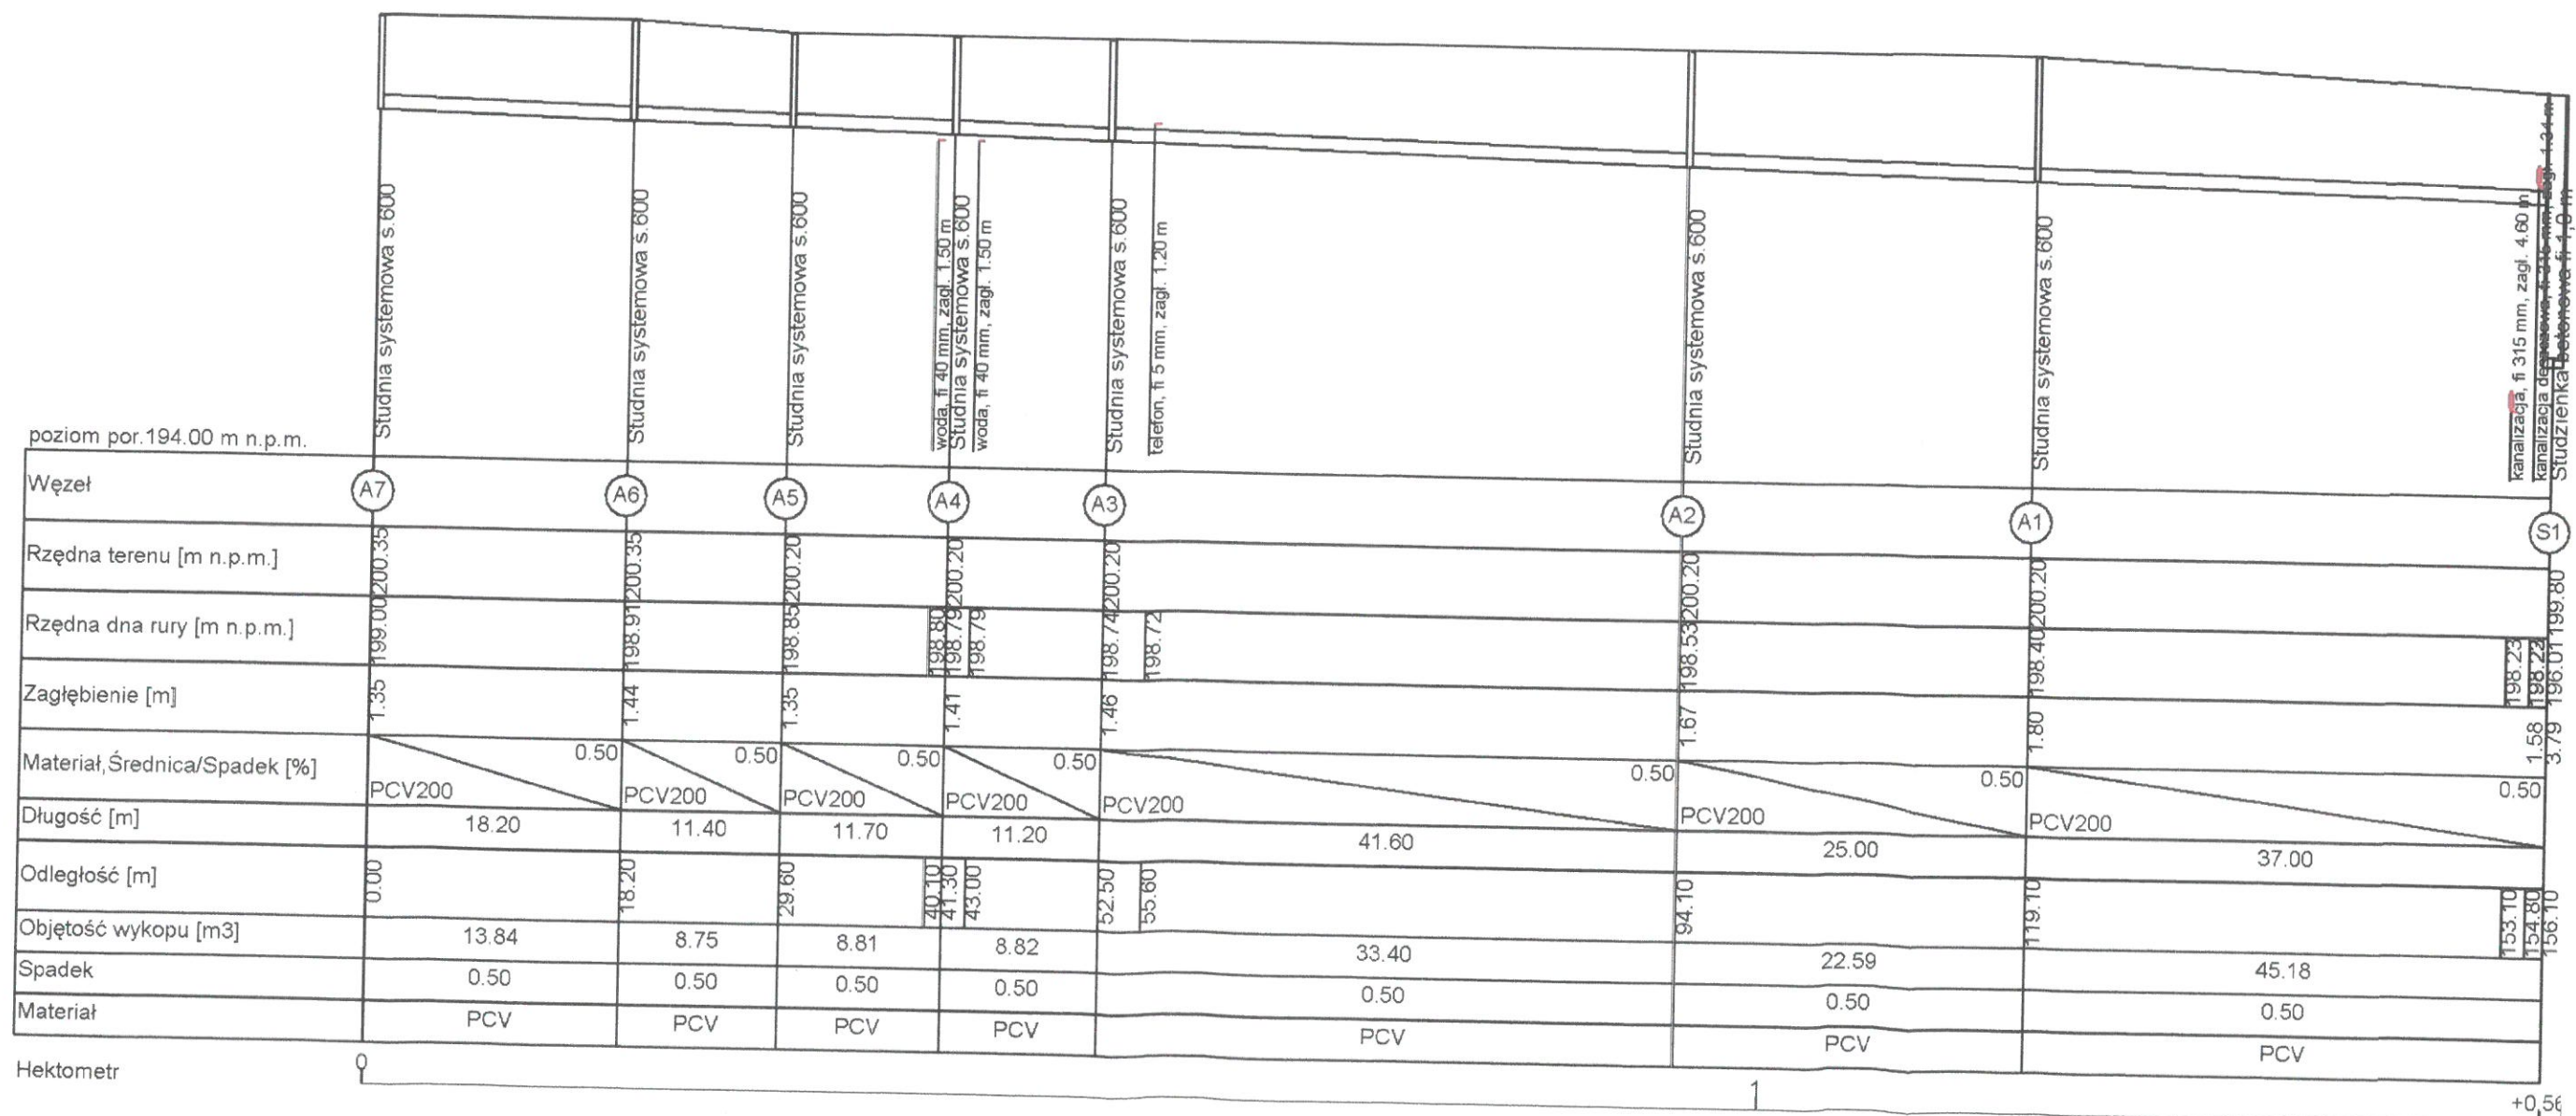 Studnia systemowa s.600
Studnia systemowa s.600
Studnia systemowa s.600
woda, fi 40 mm, zagł. 1.50 m
Studnia systemowa s.600
woda, fi 40 mm, zagł. 1.50 m
Studnia systemowa s.600
telefon, fi 5 mm, zagł. 1.20 m
Studnia systemowa s.600
Studnia systemowa s.600
kanalizacja, fi 315 mm, zagł. 4.60 m
kanalizacja zagł. 1.34 m
Studzienka betonowa fi 1,0 m
poziom por.194.00 m n.p.m.
Węzeł A7 A6 A5 A4 A3 A2 A1 S1
Rzędna terenu [m n.p.m.] 200.35 200.35 200.20 200.20 200.20 200.20 200.20 199.80
Rzędna dna rury [m n.p.m.] 199.00 198.91 198.85 198.80 198.79 198.79 198.74 198.72 198.53 198.40 198.23 198.22 196.01
Zagłębienie [m] 1.35 1.44 1.35 1.41 1.46 1.67 1.80 1.58 3.79
Materiał,Średnica/Spadek [%] 0.50 0.50 0.50 0.50 0.50 0.50 0.50
PCV200 PCV200 PCV200 PCV200 PCV200 PCV200 PCV200
Długość [m] 18.20 11.40 11.70 11.20 41.60 25.00 37.00
Odległość [m] 0.00 18.20 29.60 40.10 41.30 43.00 52.50 55.60 94.10 119.10 153.10 154.80 156.10
Objętość wykopu [m3] 13.84 8.75 8.81 8.82 33.40 22.59 45.18
Spadek 0.50 0.50 0.50 0.50 0.50 0.50 0.50
Materiał PCV PCV PCV PCV PCV PCV PCV
Hektometr 0 1 +0,56